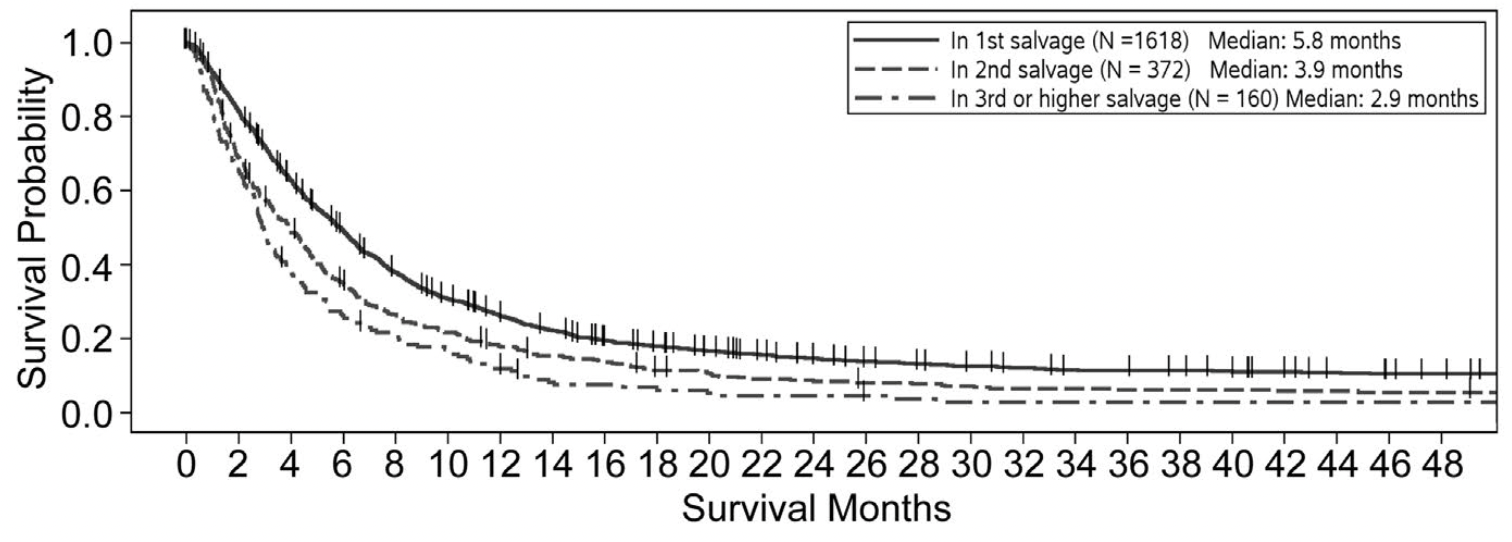 In 1st salvage (N =1618) Median: 5.8 months
In 2nd salvage (N = 372) Median: 3.9 months
In 3rd or higher salvage (N = 160) Median: 2.9 months
Survival Probability
1.0
0.8
0.6
0.4
0.2
0.0
0 2 4 6 8 10 12 14 16 18 20 22 24 26 28 30 32 34 36 38 40 42 44 46 48
Survival Months